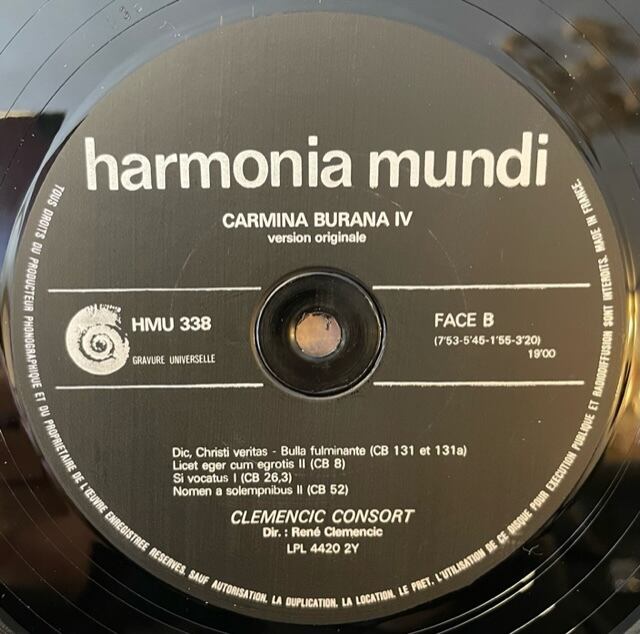 harmonia mundi
CARMINA BURANA IV
version originale
HMU 338
GRAVURE UNIVERSELLE
FACE B
(7'53-5'45-1'55-3'20)
19'00
Dic, Christi veritas - Bulla fulminante (CB 131 et 131a)
Licet eger cum egrotis II (CB 8)
Si vocatus I (CB 26,3)
Nomen a solempnibus II (CB 52)
CLEMENCIC CONSORT
Dir. : René Clemencic
LPL 4420 2Y
TOUS DROITS DU PRODUCTEUR PHONOGRAPHIQUE ET DU PROPRIETAIRE DE L'ŒUVRE ENREGISTREE RESERVES. SAUF AUTORISATION, LA DUPLICATION, LA LOCATION, LE PRET, L'UTILISATION DE CE DISQUE POUR EXECUTION PUBLIQUE ET RADIODIFFUSION SONT INTERDITS. MADE IN FRANCE.